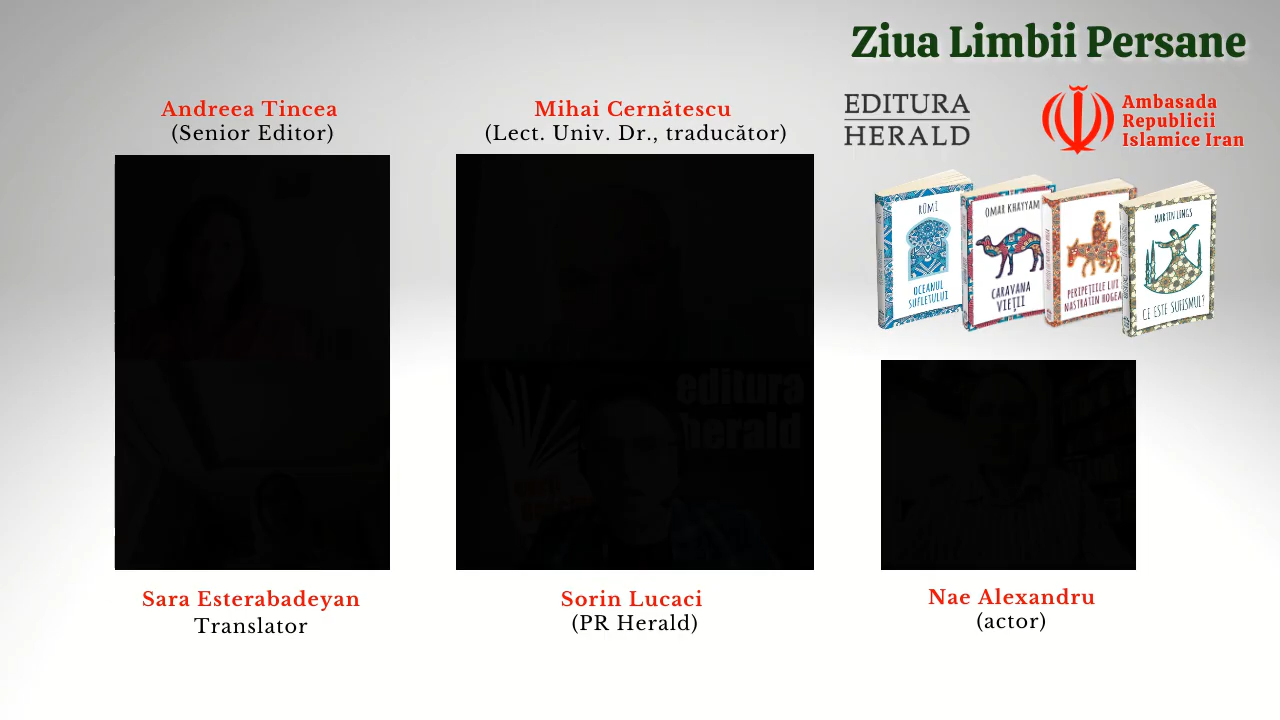 Ziua Limbii Persane
Andreea Tincea
(Senior Editor)
Mihai Cernătescu
(Lect. Univ. Dr., traducător)
EDITURA
HERALD
Ambasada
Republicii
Islamice Iran
RUMI
OCEANUL
SUFLETULUI
OMAR KHAYYAM
CARAVANA
VIEȚII
PERIPEȚIILE LUI
NASTRATIN HOGEA
MARTIN LINGS
CE ESTE SUFISMUL?
editura
herald
Sara Esterabadeyan
Translator
Sorin Lucaci
(PR Herald)
Nae Alexandru
(actor)